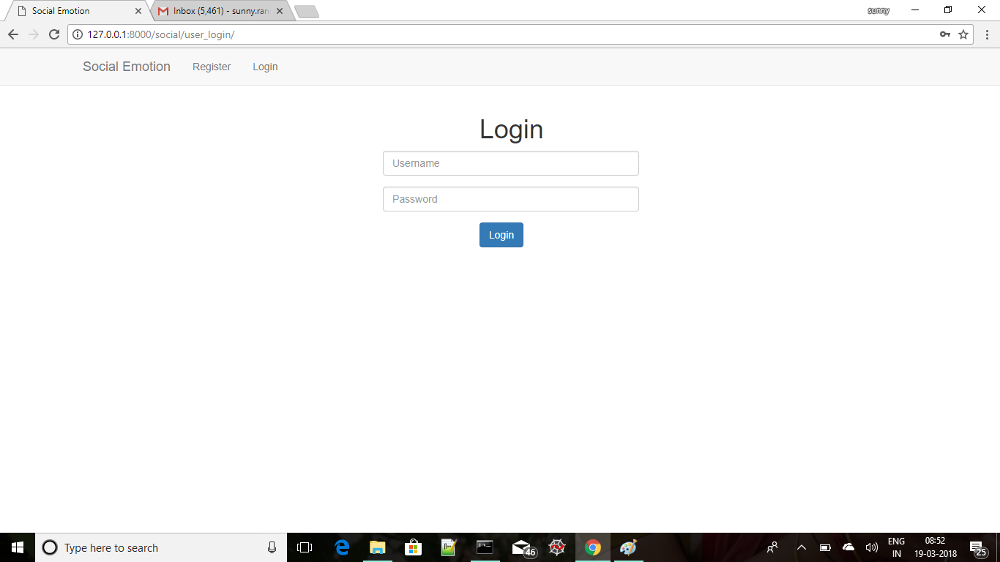 Social Emotion
Inbox (5,461) - sunny.ran
sunny
127.0.0.1:8000/social/user_login/
Social Emotion Register Login
Login
Username
Password
Login
Type here to search
46
ENG
IN
08:52
19-03-2018
25